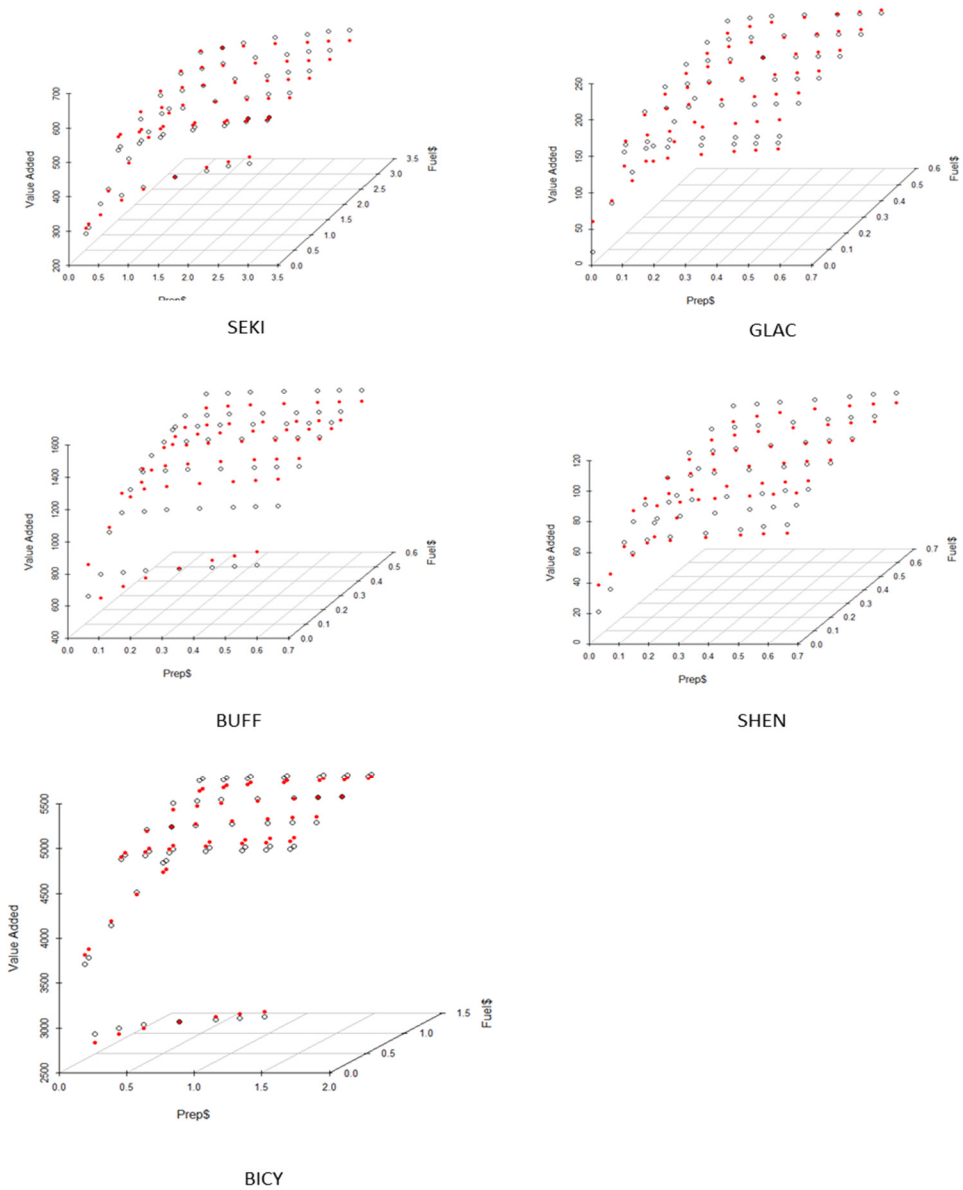 Value Added
700
600
500
400
300
200
0.0 0.5 1.0 1.5 2.0 2.5 3.0 3.5
Prep$
0.0 0.5 1.0 1.5 2.0 2.5 3.0 3.5
Fuel$
SEKI
Value Added
250
200
150
100
50
0
0.0 0.1 0.2 0.3 0.4 0.5 0.6 0.7
Prep$
0.0 0.1 0.2 0.3 0.4 0.5 0.6
Fuel$
GLAC
Value Added
1600
1400
1200
1000
800
600
400
0.0 0.1 0.2 0.3 0.4 0.5 0.6 0.7
Prep$
0.0 0.1 0.2 0.3 0.4 0.5 0.6
Fuel$
BUFF
Value Added
120
100
80
60
40
20
0
0.0 0.1 0.2 0.3 0.4 0.5 0.6 0.7
Prep$
0.0 0.1 0.2 0.3 0.4 0.5 0.6 0.7
Fuel$
SHEN
Value Added
5500
5000
4500
4000
3500
3000
2500
0.0 0.5 1.0 1.5 2.0
Prep$
0.0 0.5 1.0 1.5
Fuel$
BICY